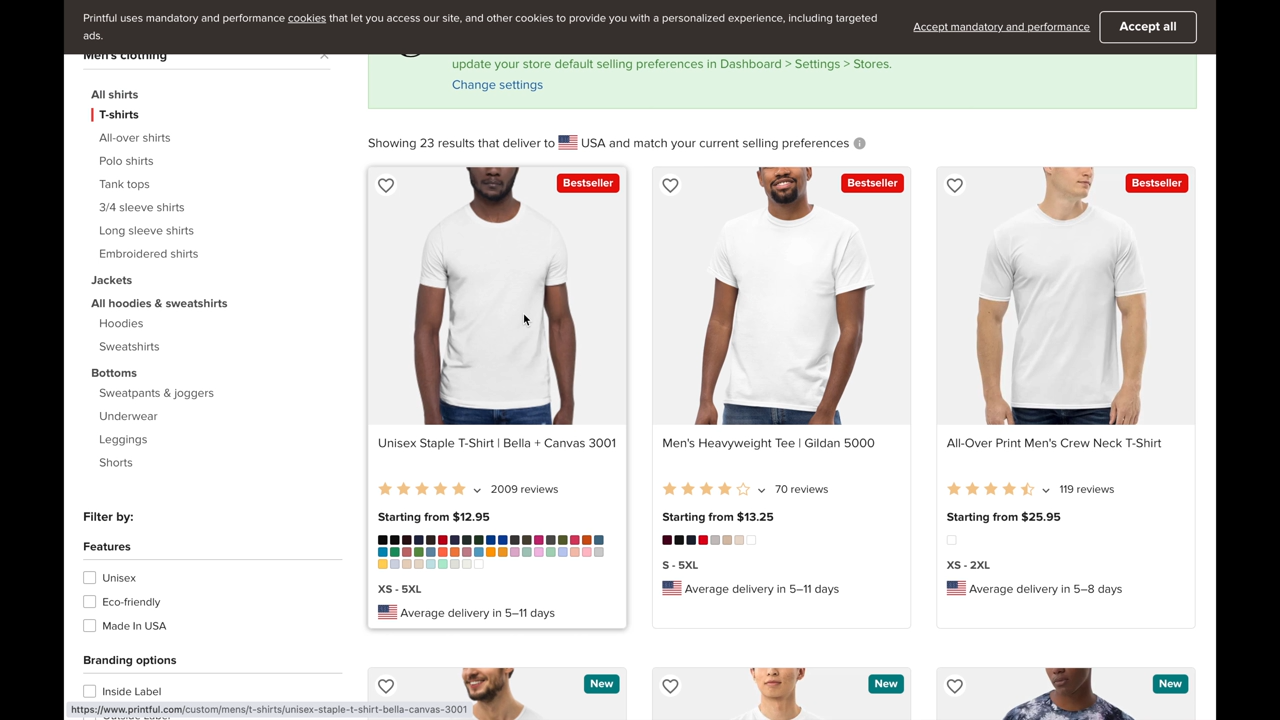 Printful uses mandatory and performance cookies that let you access our site, and other cookies to provide you with a personalized experience, including targeted
ads.
Accept mandatory and performance
Accept all
Men's clothing
All shirts
T-shirts
All-over shirts
Polo shirts
Tank tops
3/4 sleeve shirts
Long sleeve shirts
Embroidered shirts
Jackets
All hoodies & sweatshirts
Hoodies
Sweatshirts
Bottoms
Sweatpants & joggers
Underwear
Leggings
Shorts
Filter by:
Features
Unisex
Eco-friendly
Made In USA
Branding options
Inside Label
update your store default selling preferences in Dashboard > Settings > Stores.
Change settings
Showing 23 results that deliver to USA and match your current selling preferences
Bestseller
Unisex Staple T-Shirt | Bella + Canvas 3001
2009 reviews
Starting from $12.95
XS - 5XL
Average delivery in 5–11 days
Bestseller
Men's Heavyweight Tee | Gildan 5000
70 reviews
Starting from $13.25
S - 5XL
Average delivery in 5–11 days
Bestseller
All-Over Print Men's Crew Neck T-Shirt
119 reviews
Starting from $25.95
XS - 2XL
Average delivery in 5–8 days
New
New
New
https://www.printful.com/custom/mens/t-shirts/unisex-staple-t-shirt-bella-canvas-3001